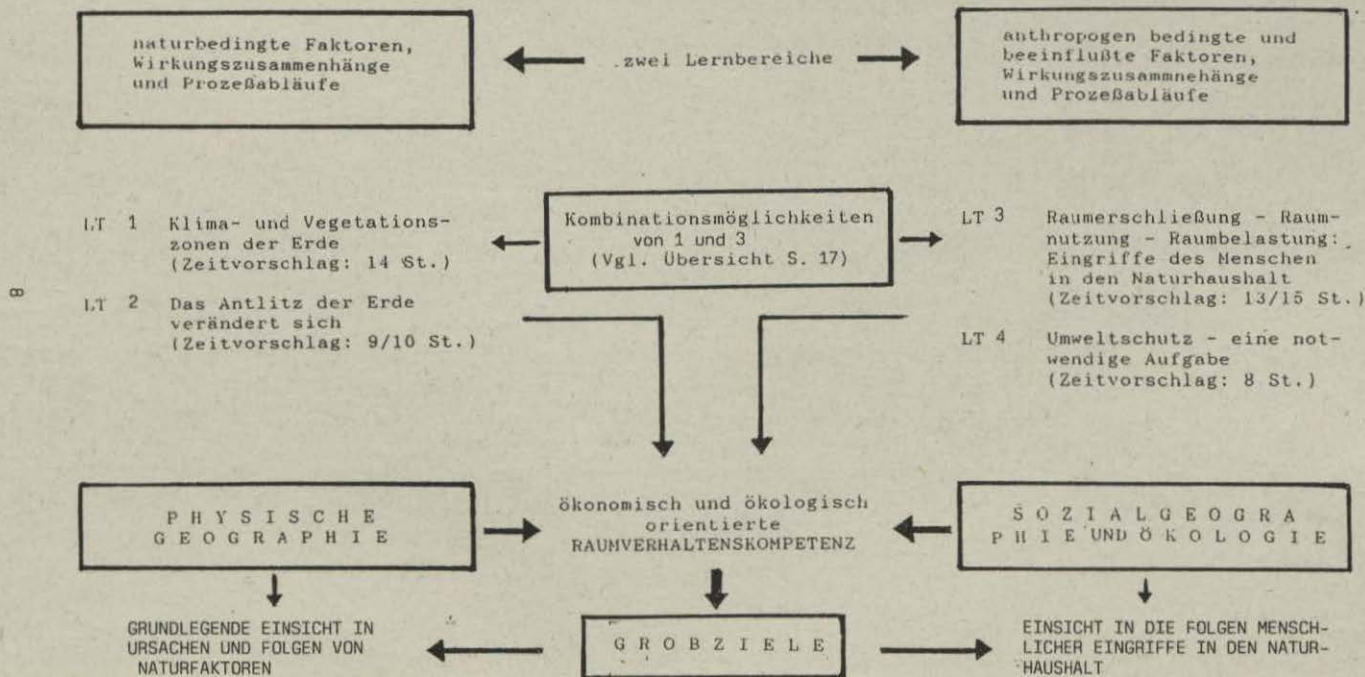 naturbedingte Faktoren,
Wirkungszusammenhänge
und Prozeßabläufe
zwei Lernbereiche
anthropogen bedingte und
beeinflußte Faktoren,
Wirkungszusammnehänge
und Prozeßabläufe
LT 1 Klima- und Vegetations-
zonen der Erde
(Zeitvorschlag: 14 St.)
LT 2 Das Antlitz der Erde
verändert sich
(Zeitvorschlag: 9/10 St.)
Kombinationsmöglichkeiten
von 1 und 3
(Vgl. Übersicht S. 17)
LT 3 Raumerschließung - Raum-
nutzung - Raumbelastung:
Eingriffe des Menschen
in den Naturhaushalt
(Zeitvorschlag: 13/15 St.)
LT 4 Umweltschutz - eine not-
wendige Aufgabe
(Zeitvorschlag: 8 St.)
8
PHYSISCHE
GEOGRAPHIE
ökonomisch und ökologisch
orientierte
RAUMVERHALTENSKOMPETENZ
SOZIALGEOGRA
PHIE UND ÖKOLOGIE
GRUNDLEGENDE EINSICHT IN
URSACHEN UND FOLGEN VON
NATURFAKTOREN
GROBZIELE
EINSICHT IN DIE FOLGEN MENSCH-
LICHER EINGRIFFE IN DEN NATUR-
HAUSHALT